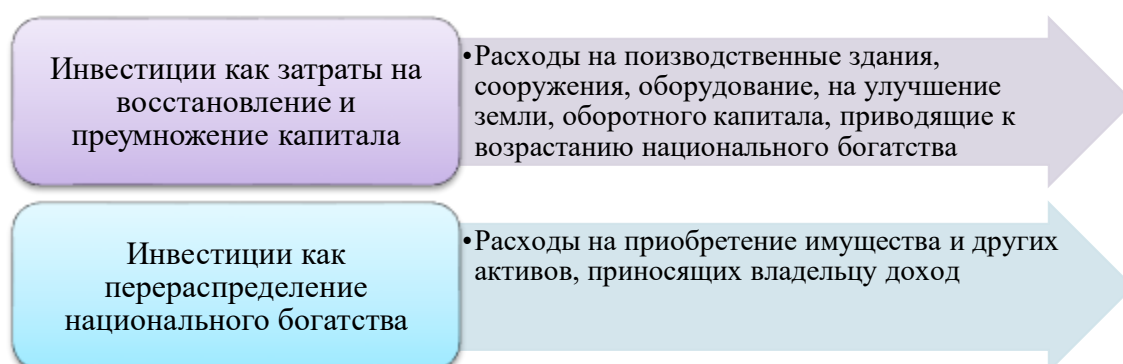 Инвестиции как затраты на
восстановление и
преумножение капитала
•Расходы на поизводственные здания,
сооружения, оборудование, на улучшение
земли, оборотного капитала, приводящие к
возрастанию национального богатства
Инвестиции как
перераспределение
национального богатства
•Расходы на приобретение имущества и других
активов, приносящих владельцу доход